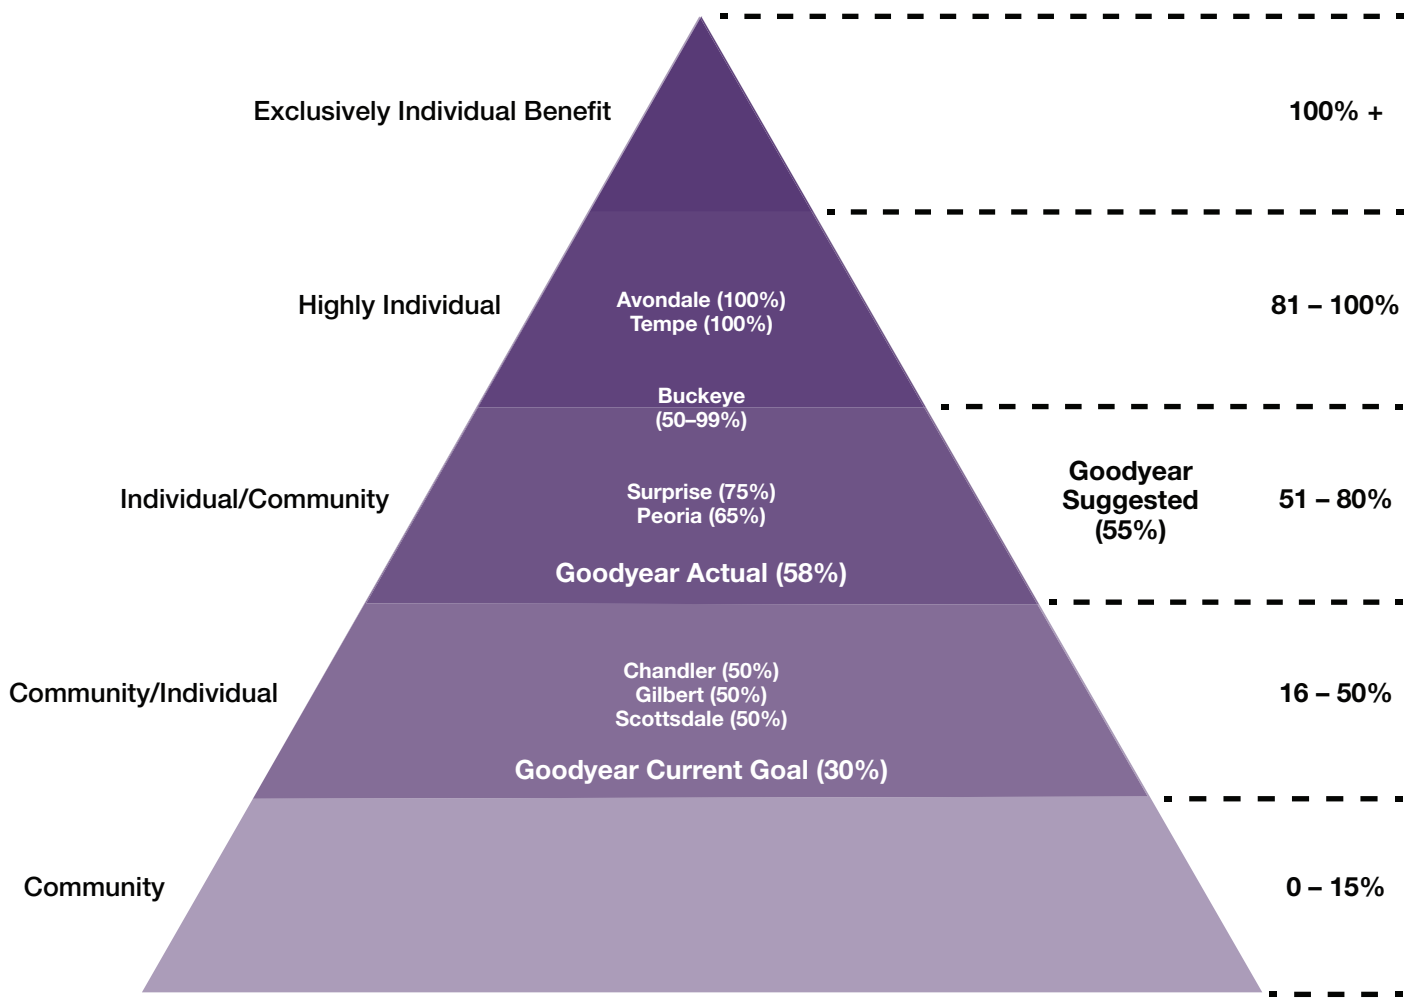 Exclusively Individual Benefit
100% +
Highly Individual
Avondale (100%)
Tempe (100%)
81 – 100%
Buckeye
(50–99%)
Individual/Community
Surprise (75%)
Peoria (65%)
Goodyear Actual (58%)
Goodyear
Suggested
(55%)
51 – 80%
Community/Individual
Chandler (50%)
Gilbert (50%)
Scottsdale (50%)
Goodyear Current Goal (30%)
16 – 50%
Community
0 – 15%